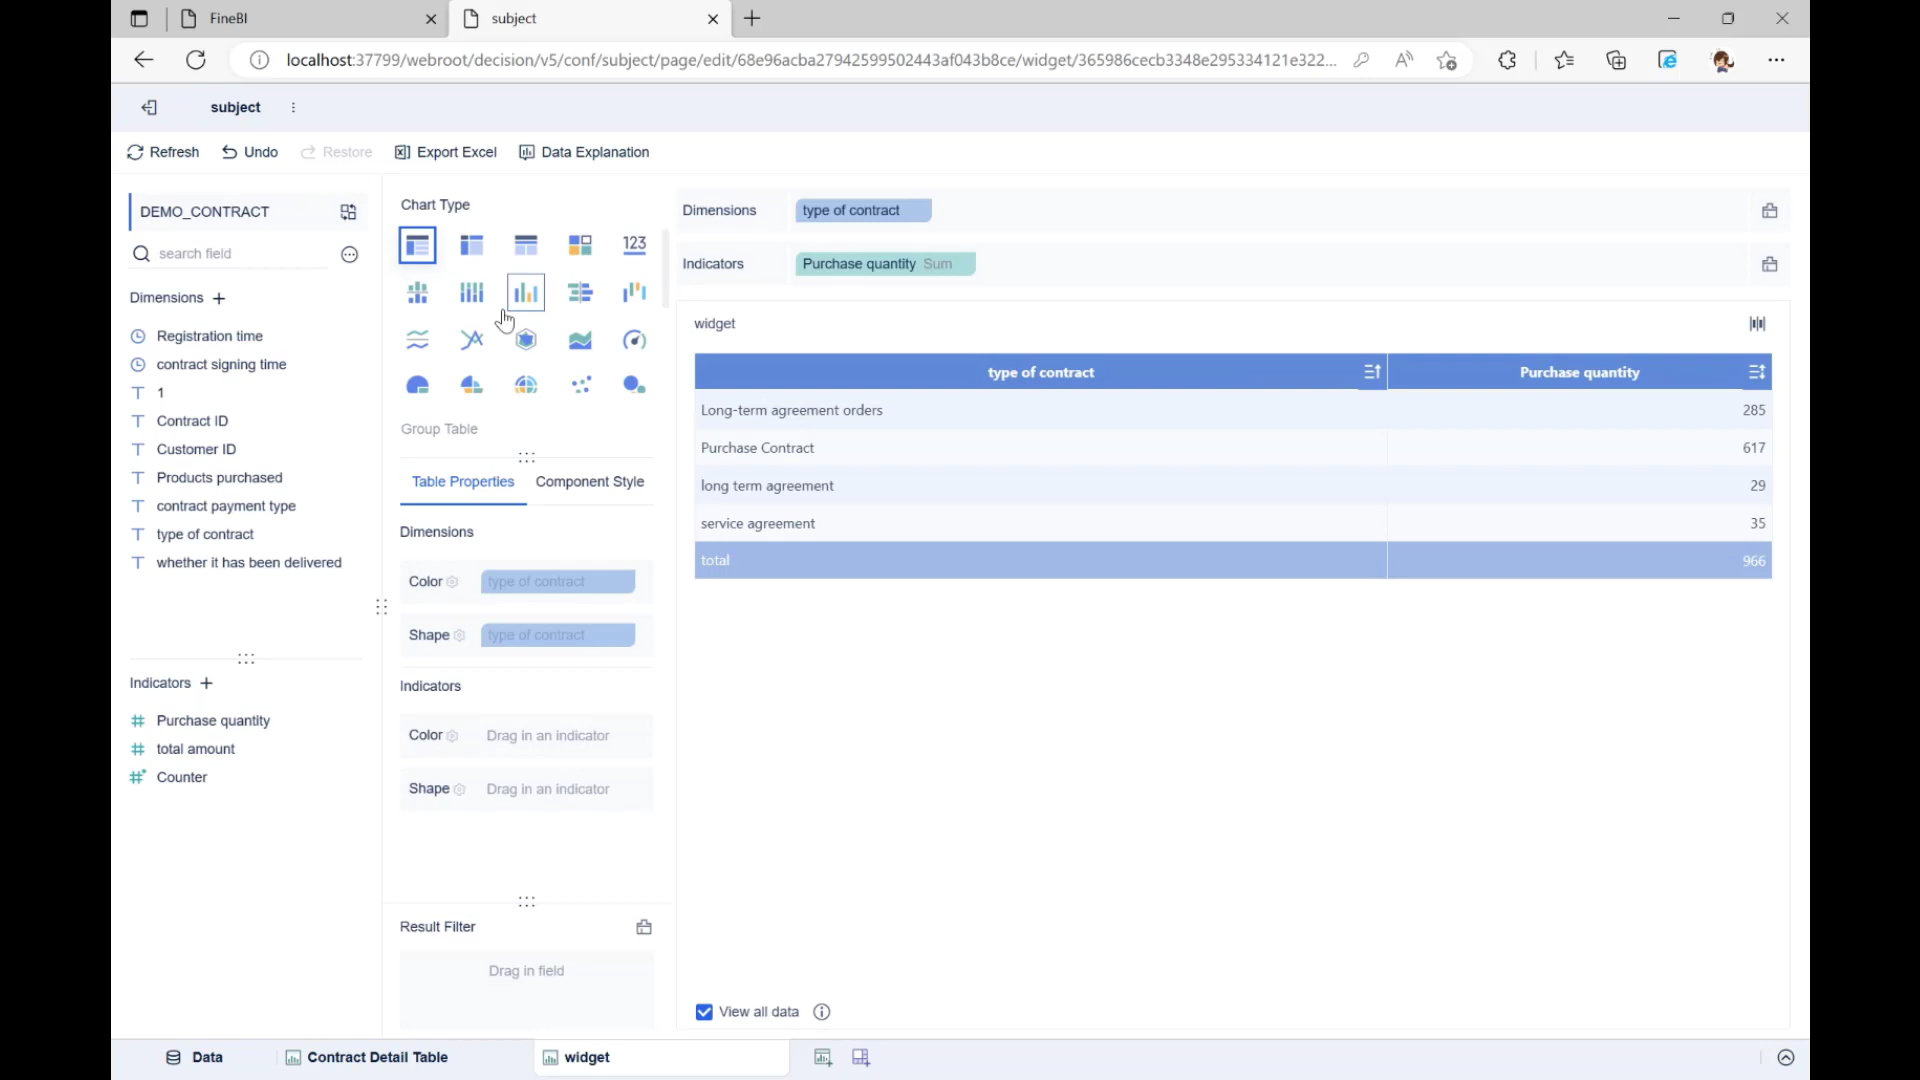 FineBI
subject
localhost:37799/webroot/decision/v5/conf/subject/page/edit/68e96acba27942599502443af043b8ce/widget/365986cecb3348e295334121e322...
subject
Refresh
Undo
Restore
Export Excel
Data Explanation
DEMO_CONTRACT
search field
Dimensions
Registration time
contract signing time
1
Contract ID
Customer ID
Products purchased
contract payment type
type of contract
whether it has been delivered
Indicators
Purchase quantity
total amount
Counter
Chart Type
123
Group Table
Table Properties
Component Style
Dimensions
Color
type of contract
Shape
type of contract
Indicators
Color
Drag in an indicator
Shape
Drag in an indicator
Result Filter
Drag in field
Dimensions
type of contract
Indicators
Purchase quantity Sum
widget
type of contract
Purchase quantity
Long-term agreement orders 285
Purchase Contract 617
long term agreement 29
service agreement 35
total 966
View all data
Data
Contract Detail Table
widget